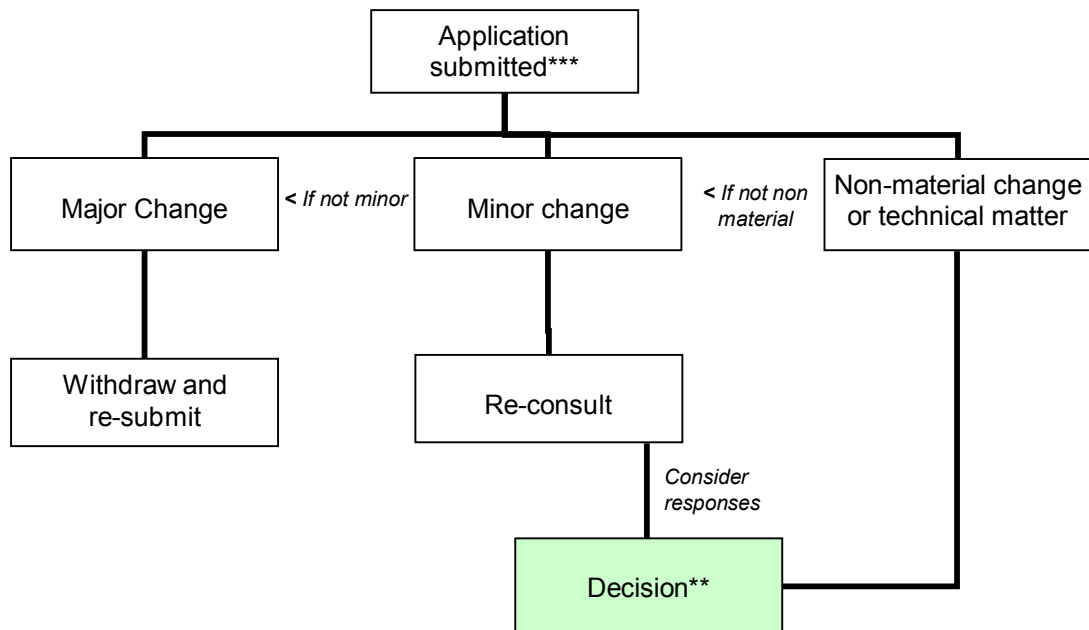 Application
submitted***
Major Change
< If not minor
Minor change
< If not non
material
Non-material change
or technical matter
Withdraw and
re-submit
Re-consult
Consider
responses
Decision**